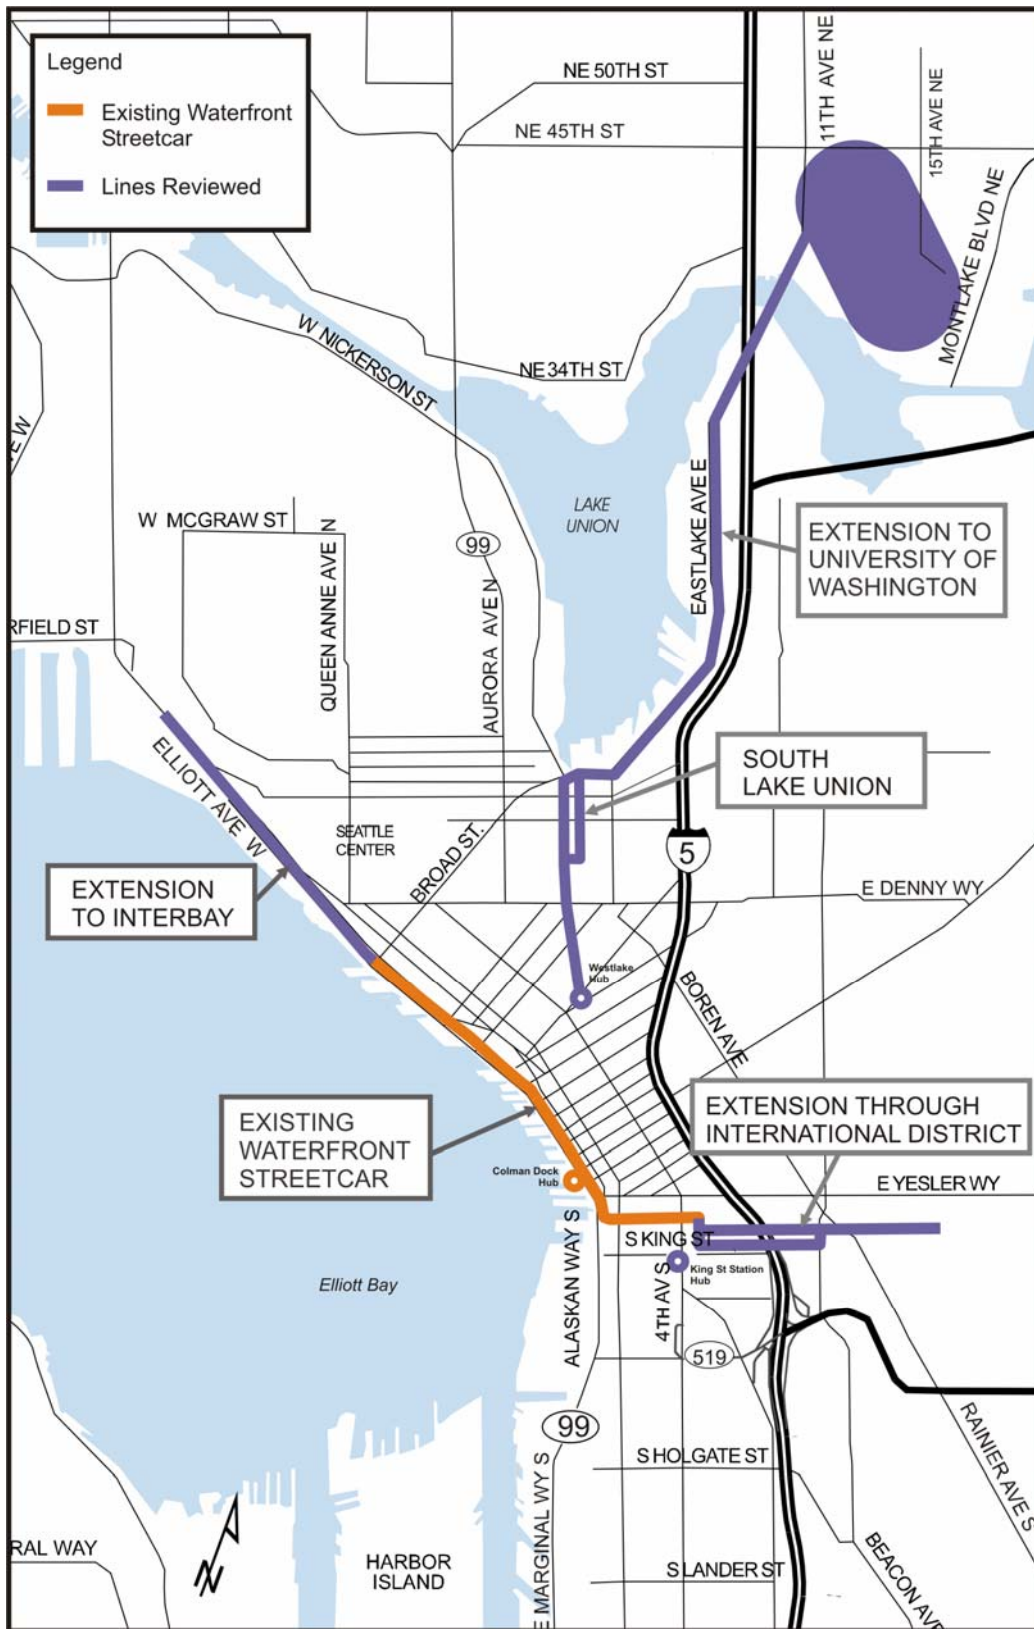 Legend
Existing Waterfront
Streetcar
Lines Reviewed
NE 50TH ST
NE 45TH ST
11TH AVE NE
15TH AVE NE
MONTLAKE BLVD NE
W NICKERSON ST
NE 34TH ST
VE W
LAKE
UNION
EASTLAKE AVE E
W MCGRAW ST
QUEEN ANNE AVE N
99
AURORA AVE N
EXTENSION TO
UNIVERSITY OF
WASHINGTON
RFIELD ST
ELLIOTT AVE W
SOUTH
LAKE UNION
SEATTLE
CENTER
BROAD ST.
5
EXTENSION
TO INTERBAY
E DENNY WY
Westlake
Hub
BOREN AVE
EXISTING
WATERFRONT
STREETCAR
EXTENSION THROUGH
INTERNATIONAL DISTRICT
Colman Dock
Hub
E YESLER WY
ALASKAN WAY S
S KING ST
4TH AV S
King St Station
Hub
Elliott Bay
519
99
RAINIER AVE S
S HOLGATE ST
E MARGINAL WY S
RAL WAY
N
HARBOR
ISLAND
S LANDER ST
BEACON AVE